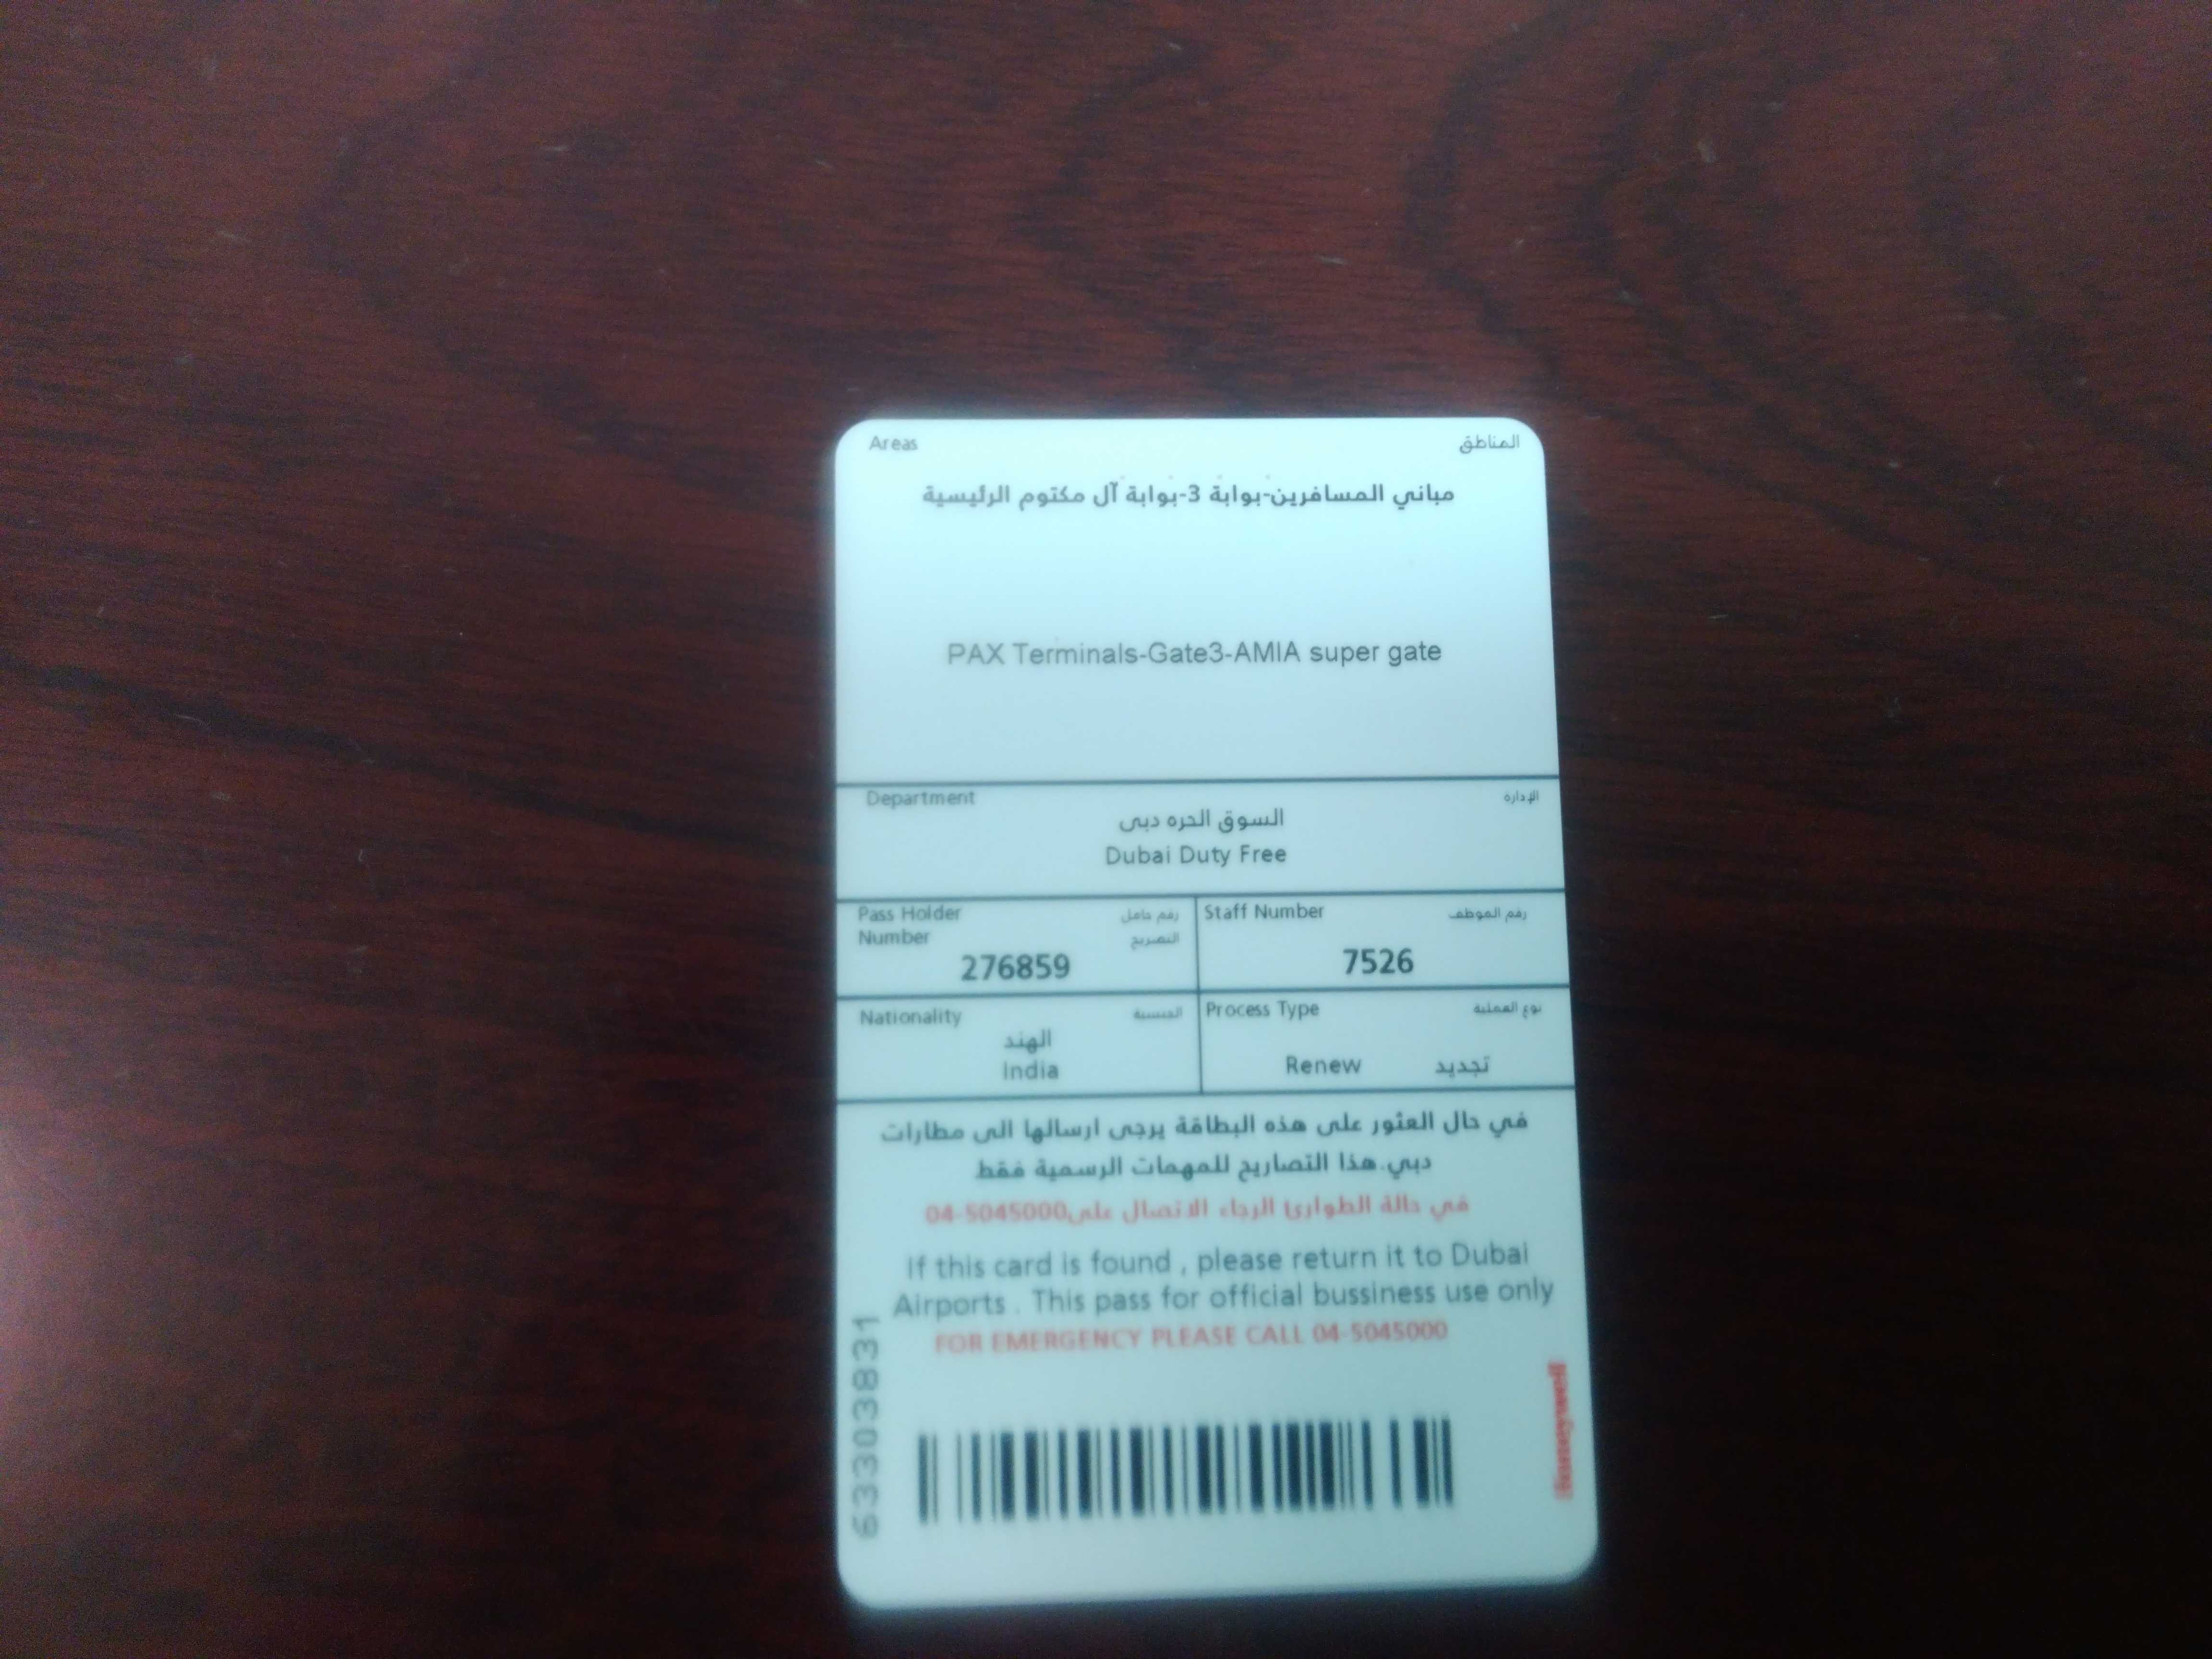 Areas المناطق
مباني المسافرين-بوابة 3-بوابة آل مكتوم الرئيسية
PAX Terminals-Gate3-AMIA super gate
Department الإدارة
السوق الحره دبى
Dubai Duty Free
Pass Holder رقم حامل
Number التصريح
276859
Staff Number رقم الموظف
7526
Nationality الجنسية
الهند
India
Process Type نوع العملية
Renew تجديد
في حال العثور على هذه البطاقة يرجى ارسالها الى مطارات
دبي.هذا التصاريح للمهمات الرسمية فقط
في حالة الطوارئ الرجاء الاتصال على04-5045000
If this card is found , please return it to Dubai
Airports . This pass for official bussiness use only
FOR EMERGENCY PLEASE CALL 04-5045000
63303831
Honeywell